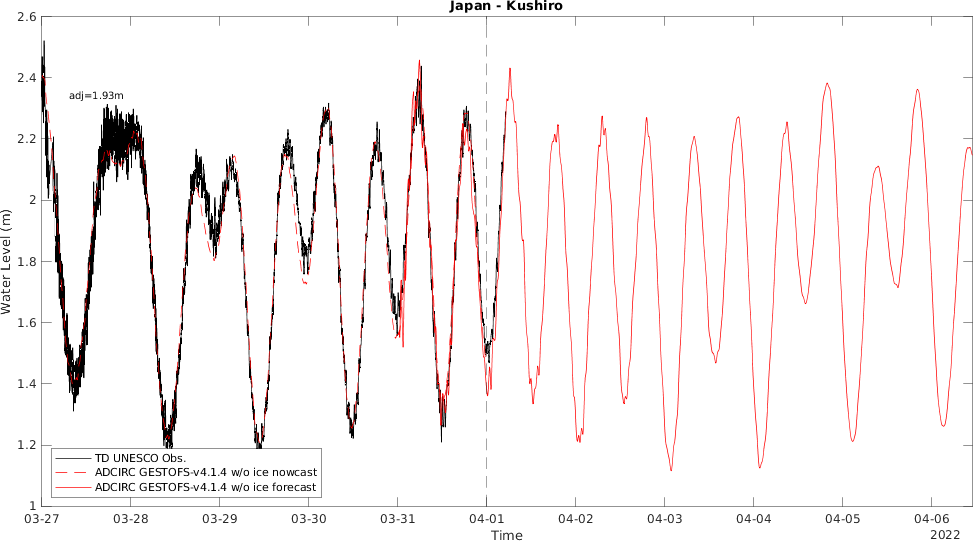 Japan - Kushiro
2.6
2.4
adj=1.93m
2.2
2
1.8
1.6
1.4
1.2
1
Water Level (m)
TD UNESCO Obs.
ADCIRC GESTOFS-v4.1.4 w/o ice nowcast
ADCIRC GESTOFS-v4.1.4 w/o ice forecast
03-27 03-28 03-29 03-30 03-31 04-01 04-02 04-03 04-04 04-05 04-06
Time
2022